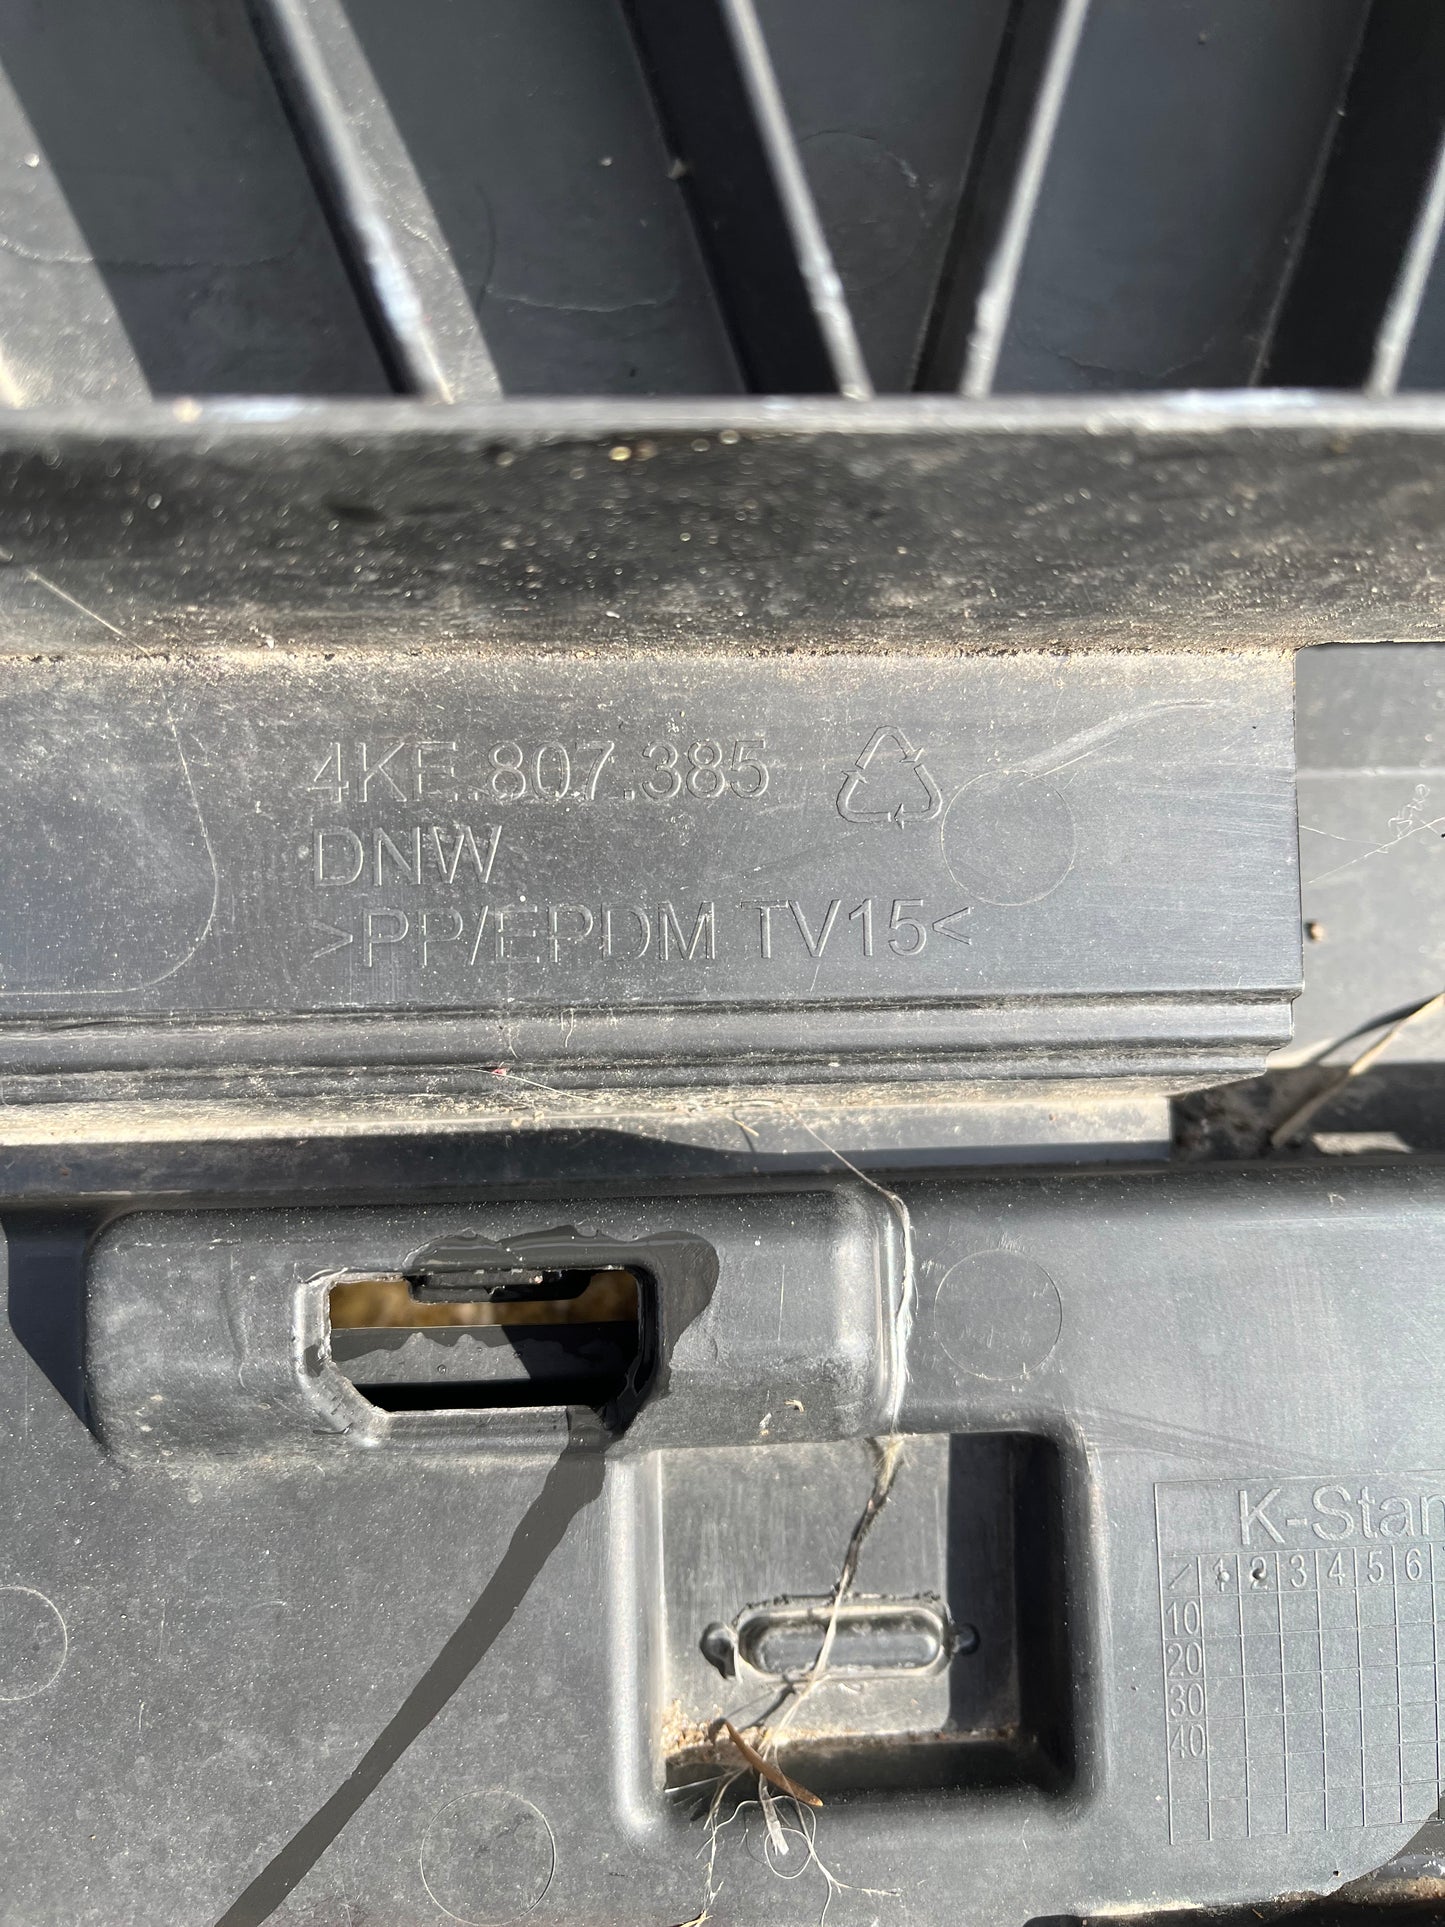 4KE.807.385
DNW
>PP/EPDM TV15<
K-Stan
/ 1 2 3 4 5 6
10
20
30
40